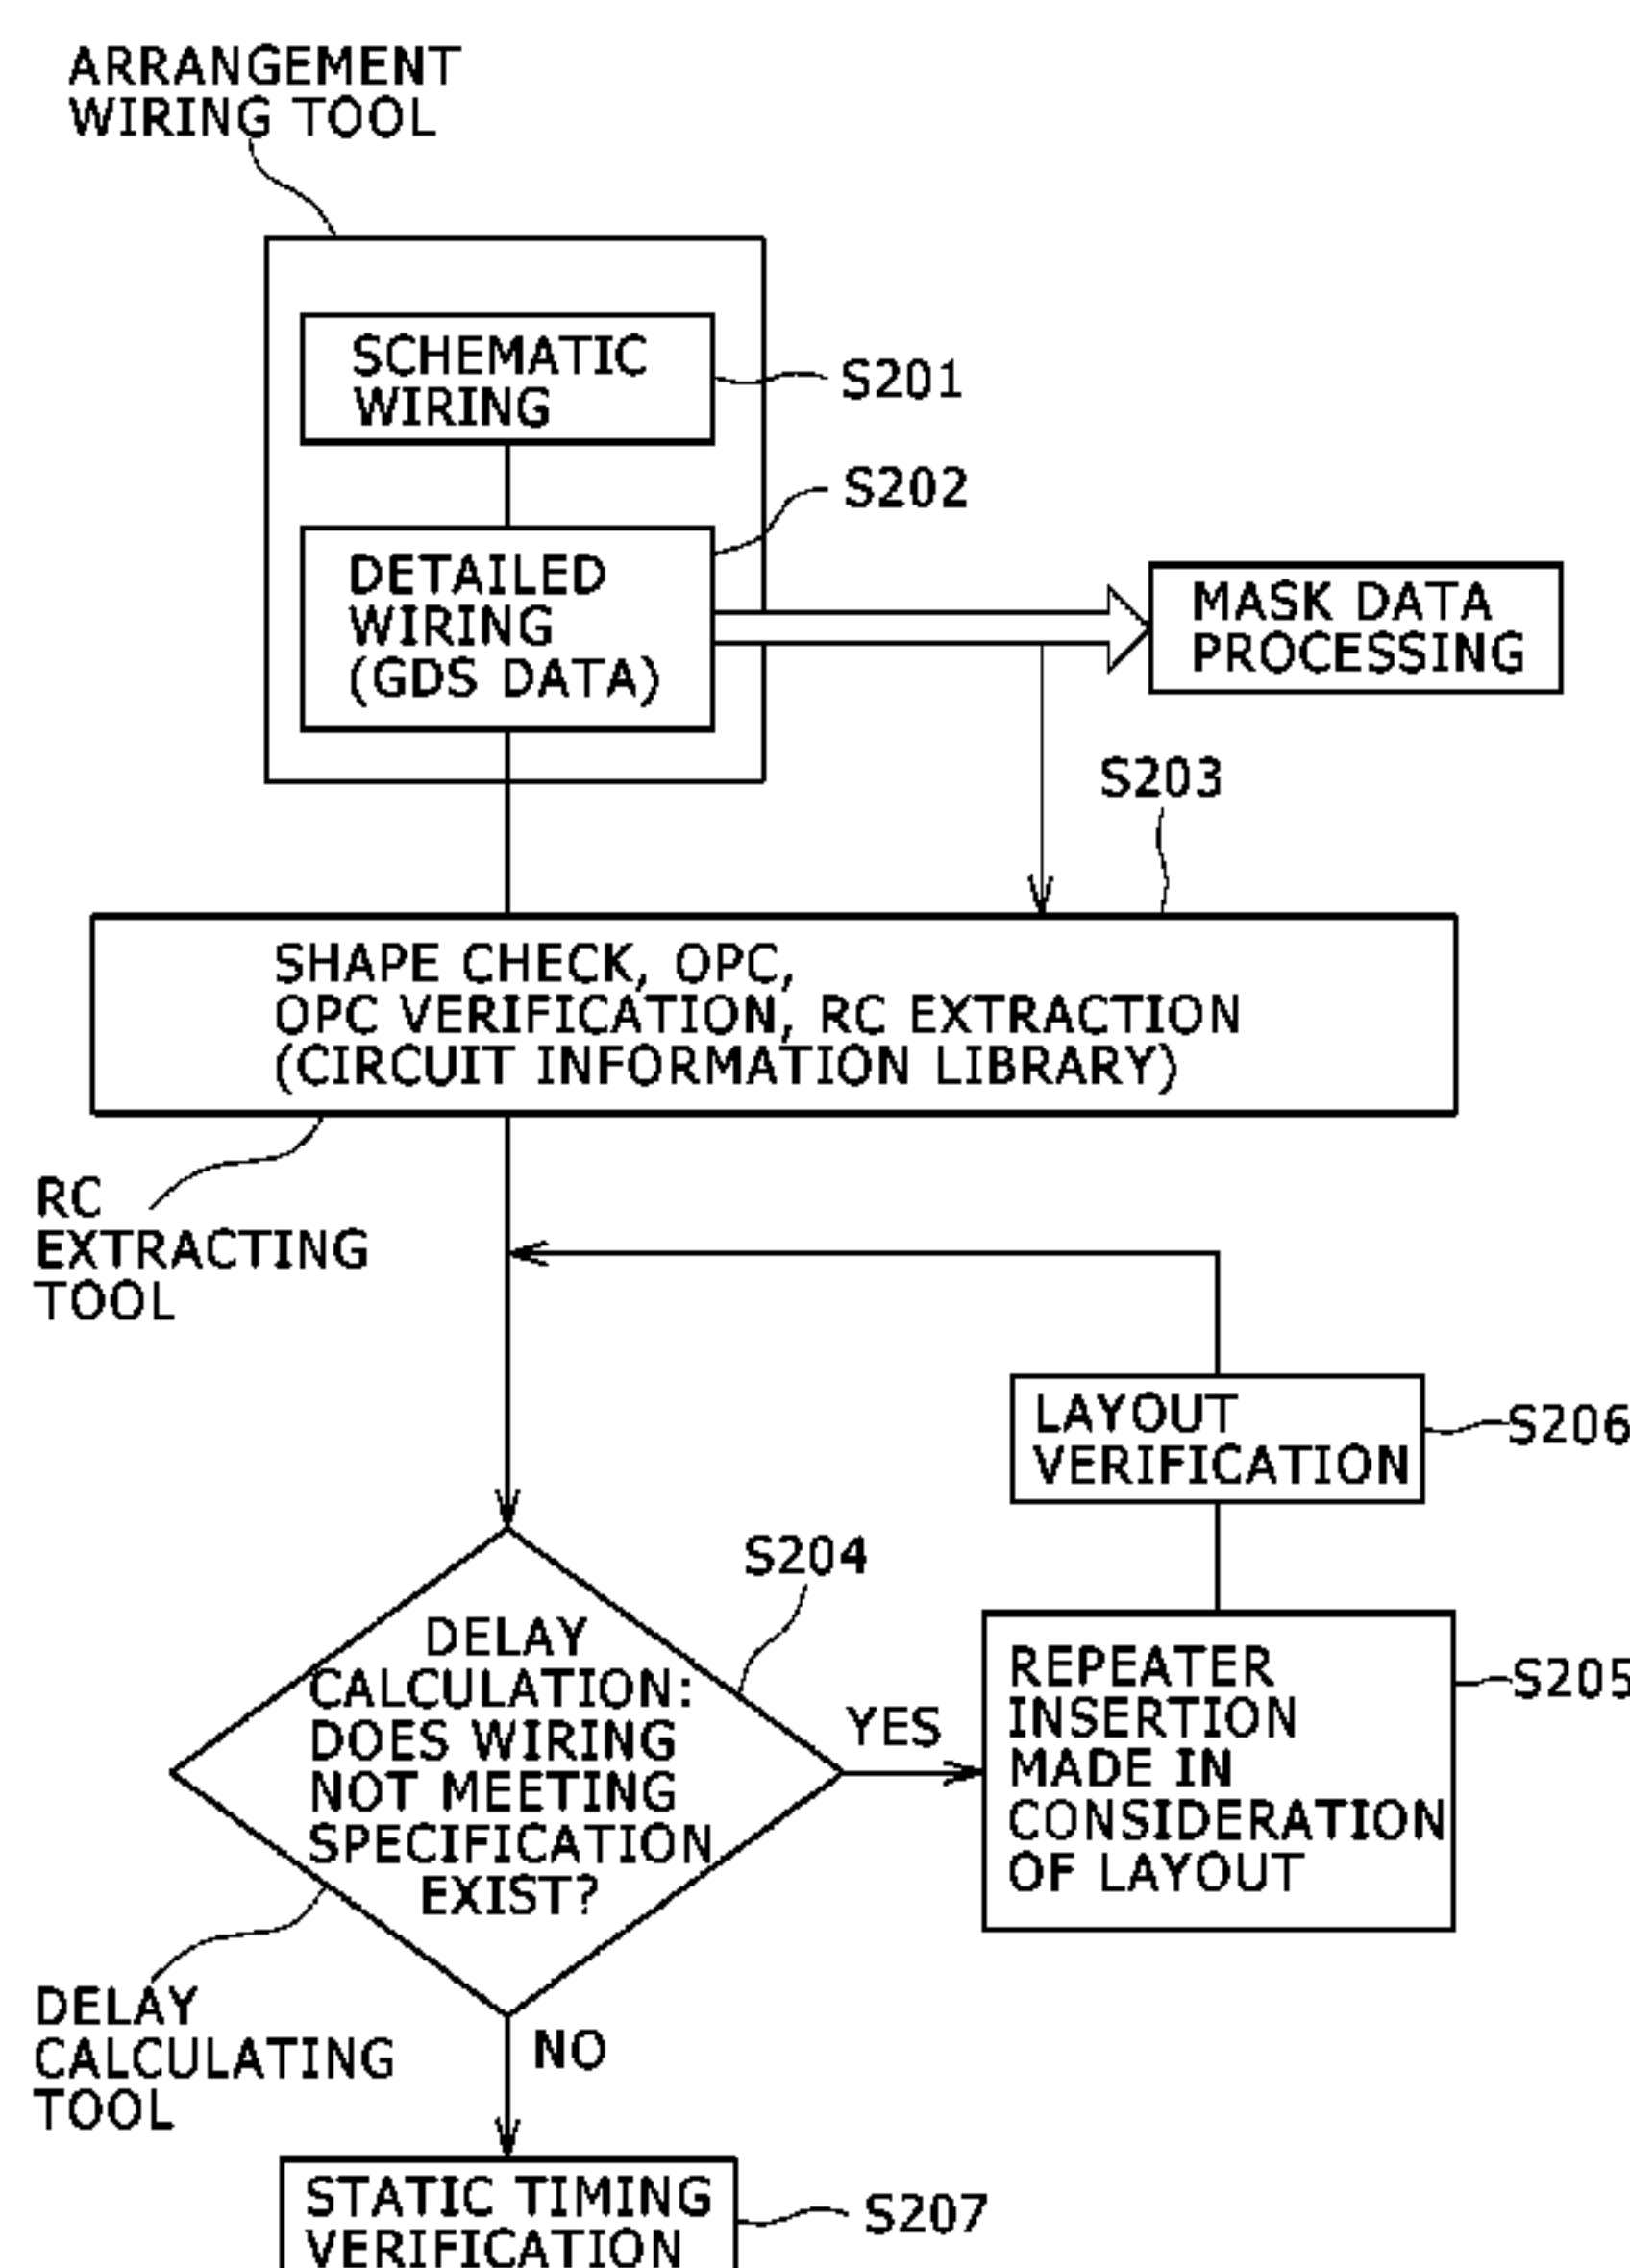 ARRANGEMENT
WIRING TOOL
SCHEMATIC
WIRING
S201
S202
DETAILED
WIRING
(GDS DATA)
MASK DATA
PROCESSING
S203
SHAPE CHECK, OPC,
OPC VERIFICATION, RC EXTRACTION
(CIRCUIT INFORMATION LIBRARY)
RC
EXTRACTING
TOOL
LAYOUT
VERIFICATION
S206
S204
DELAY
CALCULATION:
DOES WIRING
NOT MEETING
SPECIFICATION
EXIST?
YES
REPEATER
INSERTION
MADE IN
CONSIDERATION
OF LAYOUT
S205
DELAY
CALCULATING
TOOL
NO
STATIC TIMING
VERIFICATION
S207